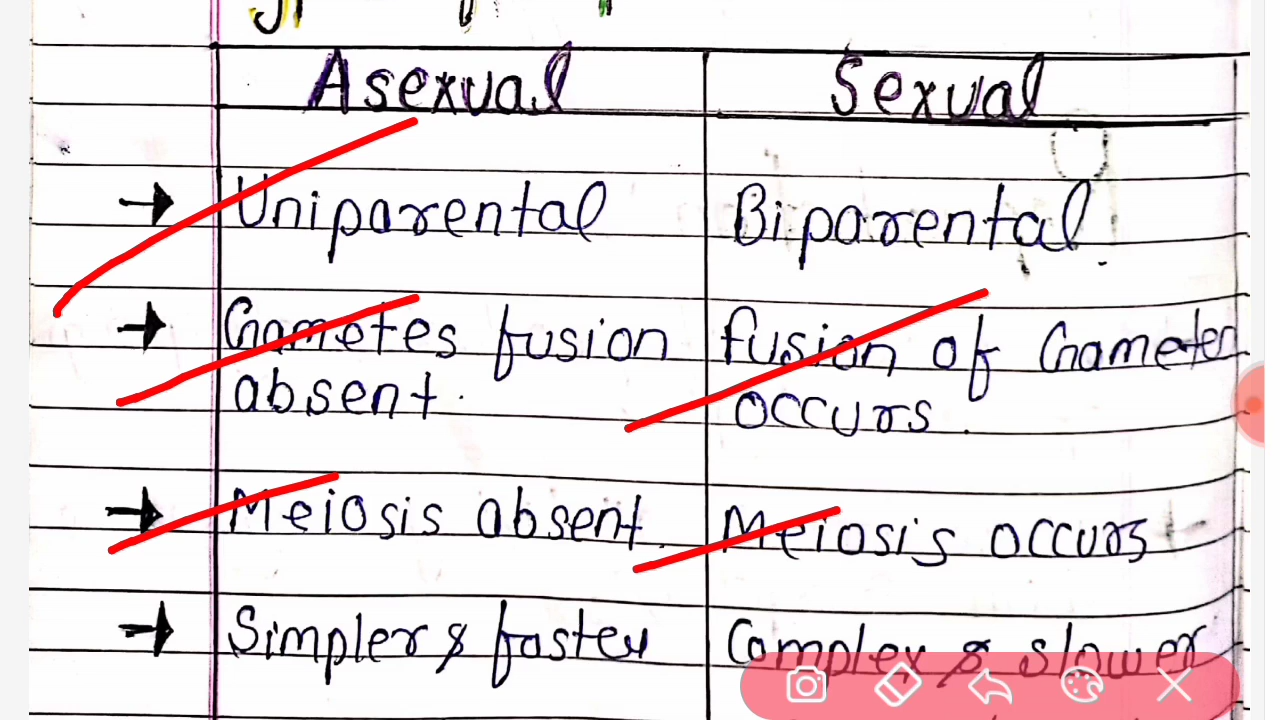 Asexual Sexual
→ Uniparental Biparental.
→ Gametes fusion fusion of Gametes
absent. occurs.
→ Meiosis absent. Meiosis occurs
→ Simpler & faster Complex & slower